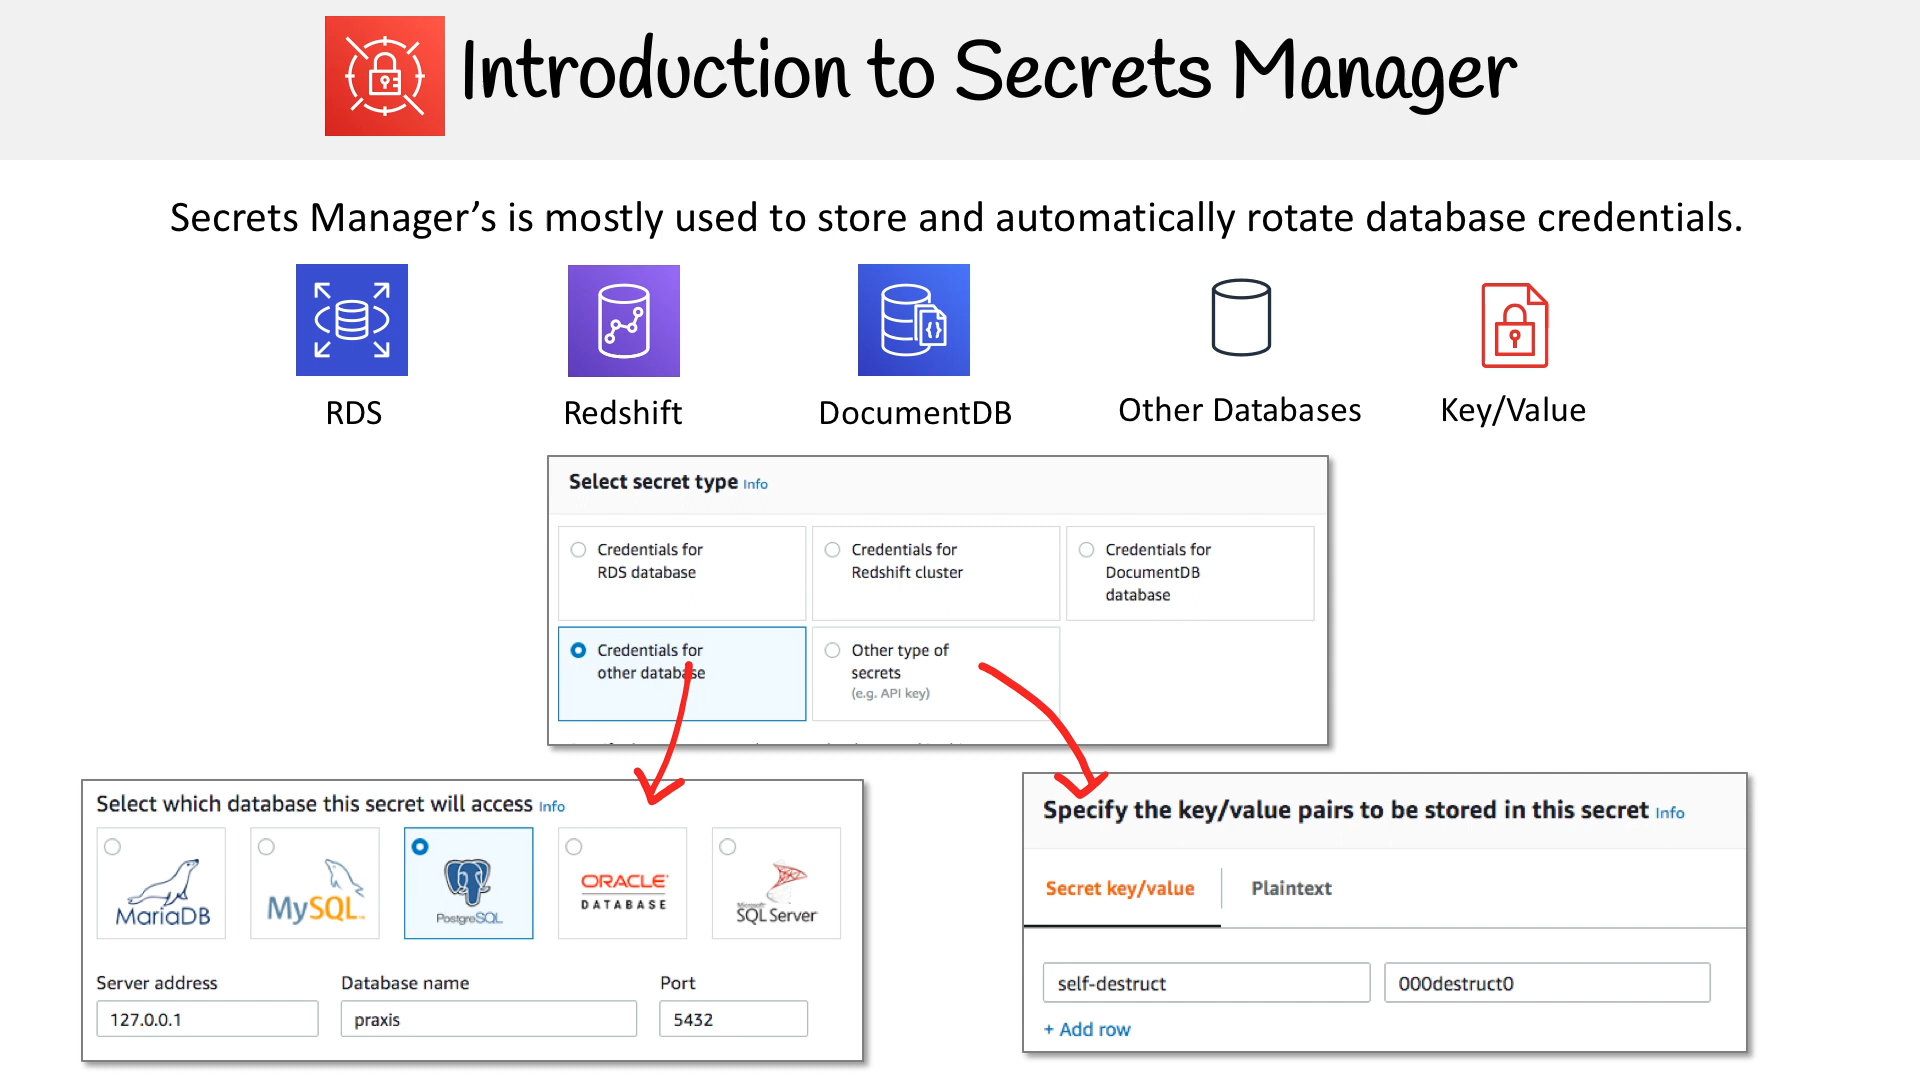 Introduction to Secrets Manager
Secrets Manager’s is mostly used to store and automatically rotate database credentials.
RDS
Redshift
DocumentDB
Other Databases
Key/Value
Select secret type Info
Credentials for
RDS database
Credentials for
Redshift cluster
Credentials for
DocumentDB
database
Credentials for
other database
Other type of
secrets
(e.g. API key)
Select which database this secret will access Info
MariaDB
MySQL
PostgreSQL
ORACLE
DATABASE
Microsoft
SQL Server
Server address
Database name
Port
127.0.0.1
praxis
5432
Specify the key/value pairs to be stored in this secret Info
Secret key/value
Plaintext
self-destruct
000destruct0
+ Add row